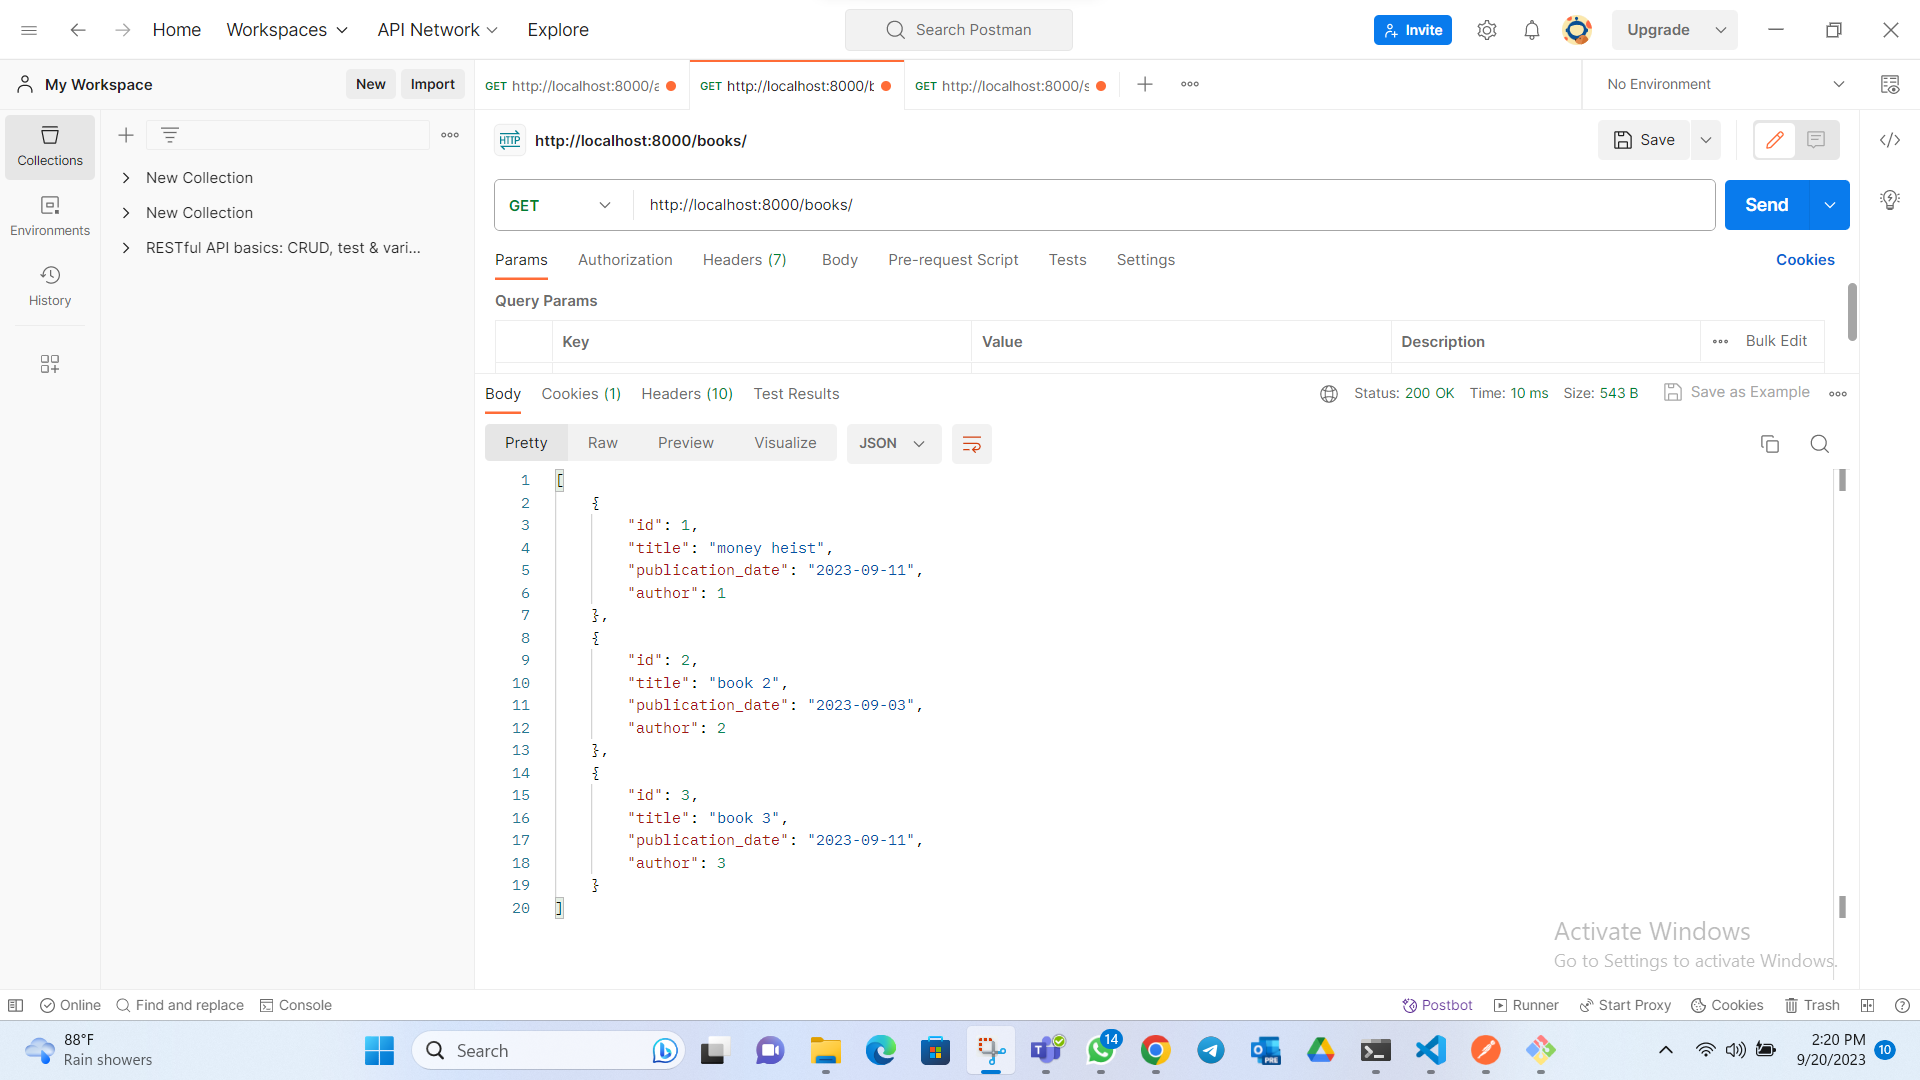 Home Workspaces API Network Explore Search Postman Invite Upgrade
My Workspace New Import GET http://localhost:8000/a GET http://localhost:8000/b GET http://localhost:8000/s No Environment
HTTP http://localhost:8000/books/ Save
Collections
New Collection
New Collection
RESTful API basics: CRUD, test & vari...
Environments
History
GET http://localhost:8000/books/ Send
Params Authorization Headers (7) Body Pre-request Script Tests Settings Cookies
Query Params
Key Value Description Bulk Edit
Body Cookies (1) Headers (10) Test Results Status: 200 OK Time: 10 ms Size: 543 B Save as Example
Pretty Raw Preview Visualize JSON
1 [
2 {
3 "id": 1,
4 "title": "money heist",
5 "publication_date": "2023-09-11",
6 "author": 1
7 },
8 {
9 "id": 2,
10 "title": "book 2",
11 "publication_date": "2023-09-03",
12 "author": 2
13 },
14 {
15 "id": 3,
16 "title": "book 3",
17 "publication_date": "2023-09-11",
18 "author": 3
19 }
20 ]
Activate Windows
Go to Settings to activate Windows.
Online Find and replace Console Postbot Runner Start Proxy Cookies Trash
88°F
Rain showers
Search
14
PRE
2:20 PM
9/20/2023
10